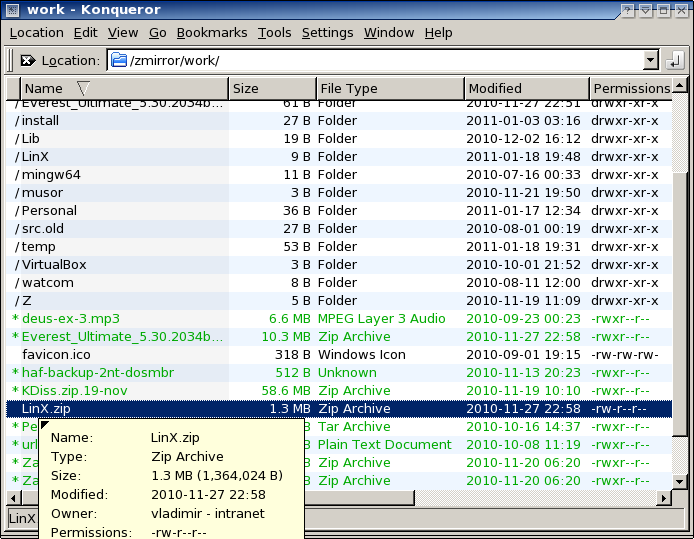 work - Konqueror
Location Edit View Go Bookmarks Tools Settings Window Help
Location: /zmirror/work/
Name Size File Type Modified Permissions
/ Everest_Ultimate_5.30.2034b... 61 B Folder 2010-11-27 22:51 drwxr-xr-x
/ install 27 B Folder 2011-01-03 03:16 drwxr-xr-x
/ Lib 19 B Folder 2010-12-02 16:12 drwxr-xr-x
/ LinX 9 B Folder 2011-01-18 19:48 drwxr-xr-x
/ mingw64 11 B Folder 2010-07-16 00:33 drwxr-xr-x
/ musor 3 B Folder 2010-11-21 19:50 drwxr-xr-x
/ Personal 36 B Folder 2011-01-17 12:34 drwxr-xr-x
/ src.old 27 B Folder 2010-08-01 00:19 drwxr-xr-x
/ temp 53 B Folder 2011-01-18 19:31 drwxr-xr-x
/ VirtualBox 3 B Folder 2010-10-01 21:52 drwxr-xr-x
/ watcom 8 B Folder 2010-08-11 12:00 drwxr-xr-x
/ Z 5 B Folder 2010-11-19 11:09 drwxr-xr-x
* deus-ex-3.mp3 6.6 MB MPEG Layer 3 Audio 2010-09-23 00:23 -rwxr--r--
* Everest_Ultimate_5.30.2034b... 10.3 MB Zip Archive 2010-11-27 22:58 -rwxr--r--
favicon.ico 318 B Windows Icon 2010-09-01 19:15 -rw-rw-rw-
* haf-backup-2nt-dosmbr 512 B Unknown 2010-11-13 20:23 -rwxr--r--
* KDiss.zip.19-nov 58.6 MB Zip Archive 2010-11-19 10:10 -rwxr--r--
LinX.zip 1.3 MB Zip Archive 2010-11-27 22:58 -rw-r--r--
* Pe Tar Archive 2010-10-16 14:37 -rwxr--r--
* url Plain Text Document 2010-10-08 11:19 -rwxr--r--
* Za Zip Archive 2010-11-20 06:20 -rwxr--r--
* Za Zip Archive 2010-11-20 06:20 -rwxr--r--
Name: LinX.zip
Type: Zip Archive
Size: 1.3 MB (1,364,024 B)
Modified: 2010-11-27 22:58
Owner: vladimir - intranet
Permissions: -rw-r--r--
LinX